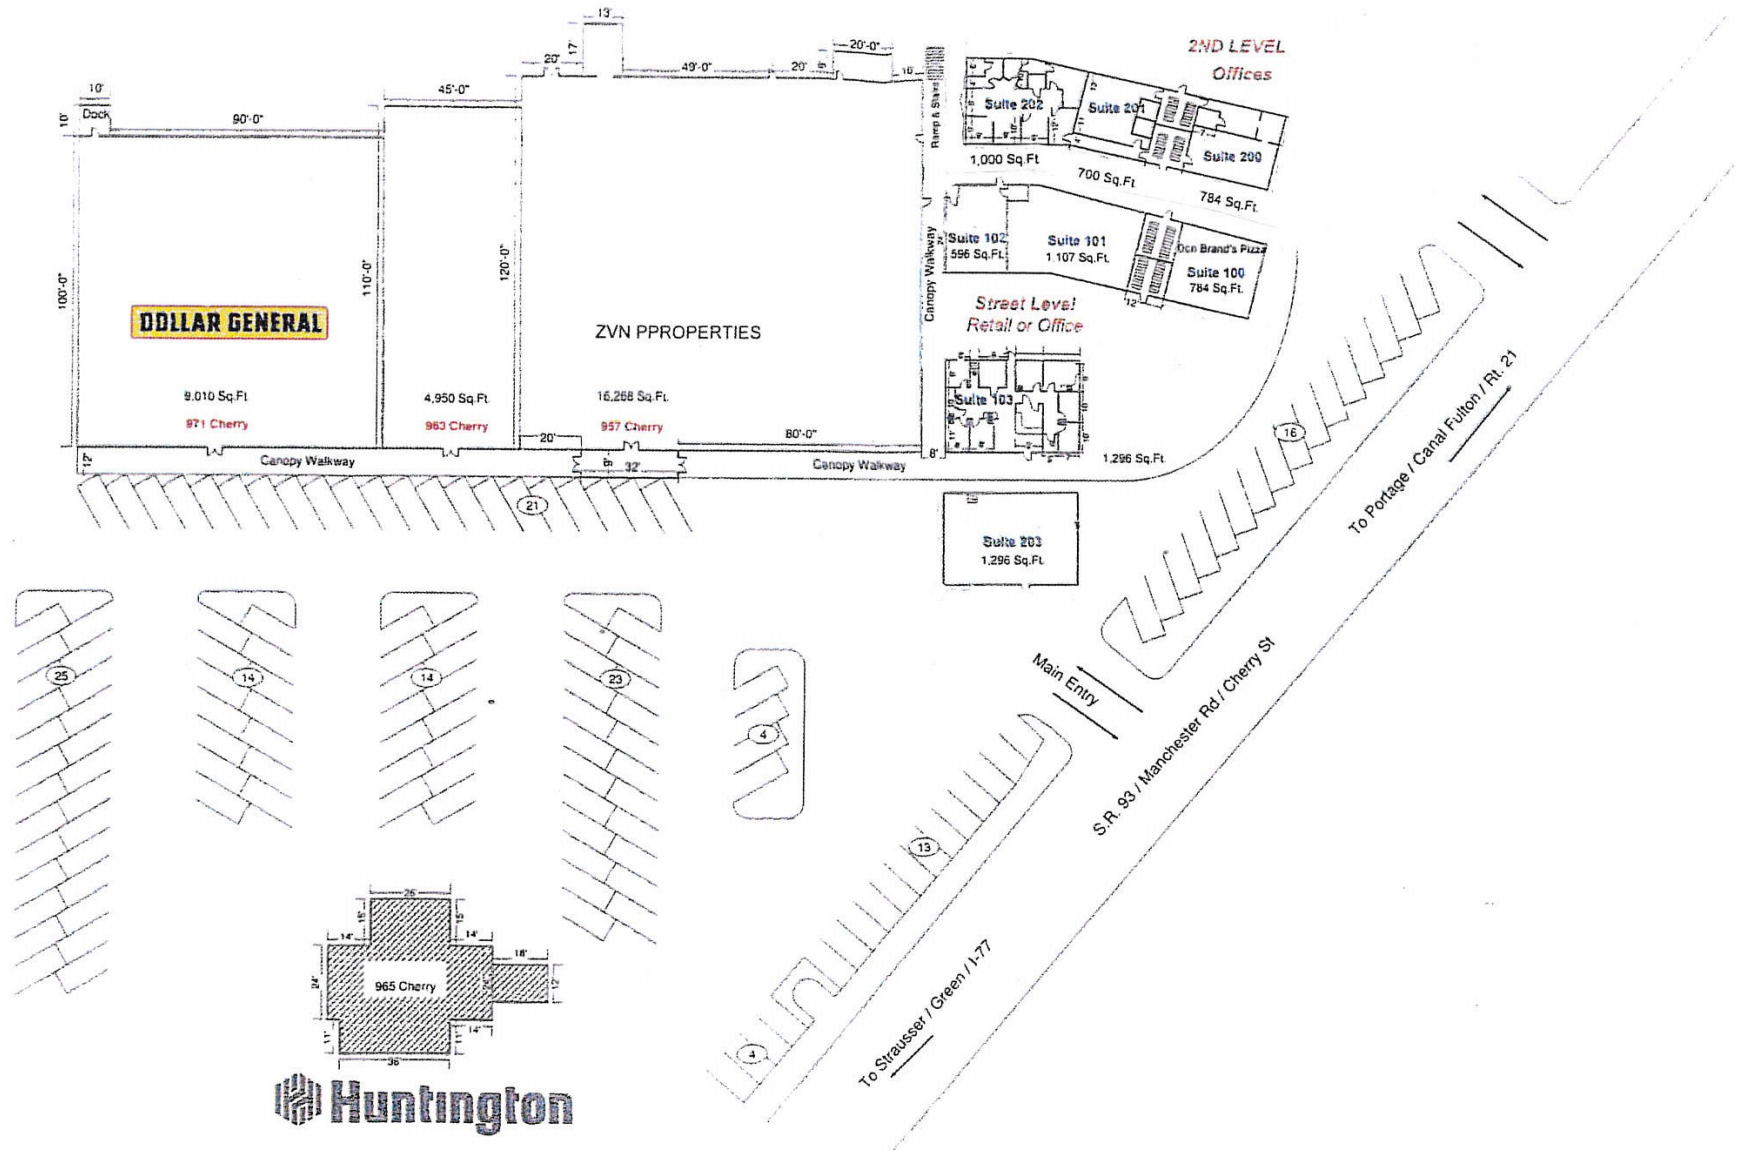 13'
17'
20'
49'-0"
20'
20'-0"
16'
2ND LEVEL
Offices
10'
Dock
10'
90'-0"
45'-0"
Ramp & Stairs
Suite 202
Suite 201
Suite 200
1,000 Sq.Ft
700 Sq.Ft
784 Sq.Ft.
100'-0"
110'-0"
120'-0"
Canopy Walkway
Suite 102
596 Sq.Ft
Suite 101
1,107 Sq.Ft.
Don Brand's Pizza
Suite 100
784 Sq.Ft.
12'
Street Level
Retail or Office
DOLLAR GENERAL
ZVN PPROPERTIES
9,010 Sq.Ft
971 Cherry
4,950 Sq.Ft.
963 Cherry
16,268 Sq.Ft.
957 Cherry
Suite 103
1,296 Sq.Ft.
20'
80'-0"
8'
12'
Canopy Walkway
32'
Canopy Walkway
21
Suite 203
1,296 Sq.Ft.
16
To Portage / Canal Fulton / Rt. 21
25
14
14
23
4
Main Entry
S.R. 93 / Manchester Rd / Cherry St
13
4
To Strausser / Green / I-77
26'
15'
15'
14'
14'
18'
24'
965 Cherry
24'
12'
11'
11'
14'
36'
Huntington